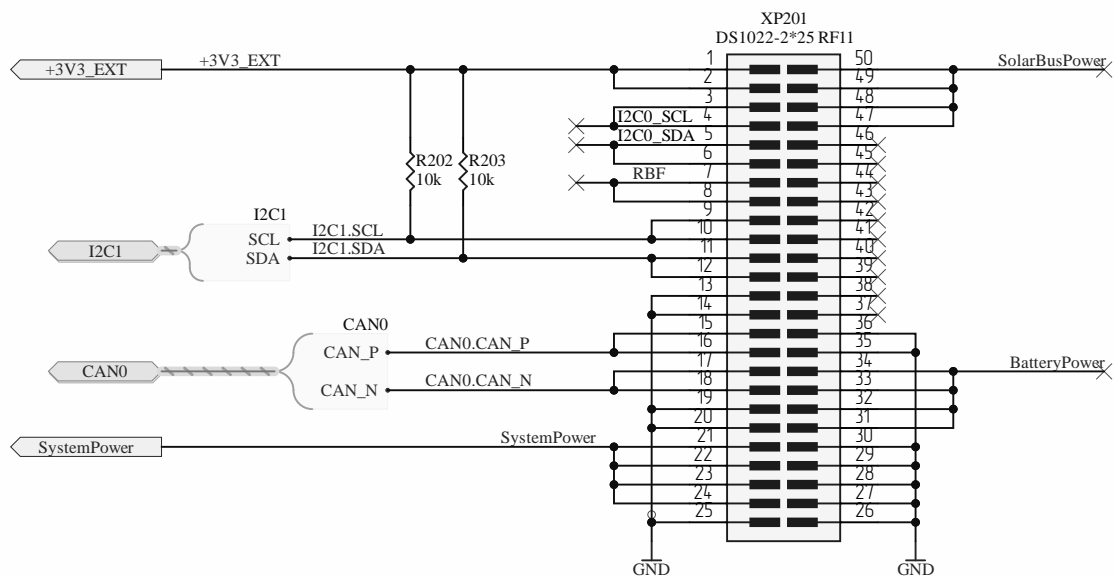 XP201
DS1022-2*25 RF11
+3V3_EXT
+3V3_EXT
1
50
SolarBusPower
2
49
3
48
I2C0_SCL
4
47
I2C0_SDA
5
46
6
45
R202
10k
R203
10k
RBF
7
44
8
43
9
42
I2C1
I2C1
SCL
I2C1.SCL
10
41
SDA
I2C1.SDA
11
40
12
39
13
38
14
37
15
36
CAN0
CAN0
CAN_P
CAN0.CAN_P
16
35
17
34
BatteryPower
CAN_N
CAN0.CAN_N
18
33
19
32
20
31
SystemPower
SystemPower
21
30
22
29
23
28
24
27
25
26
GND
GND